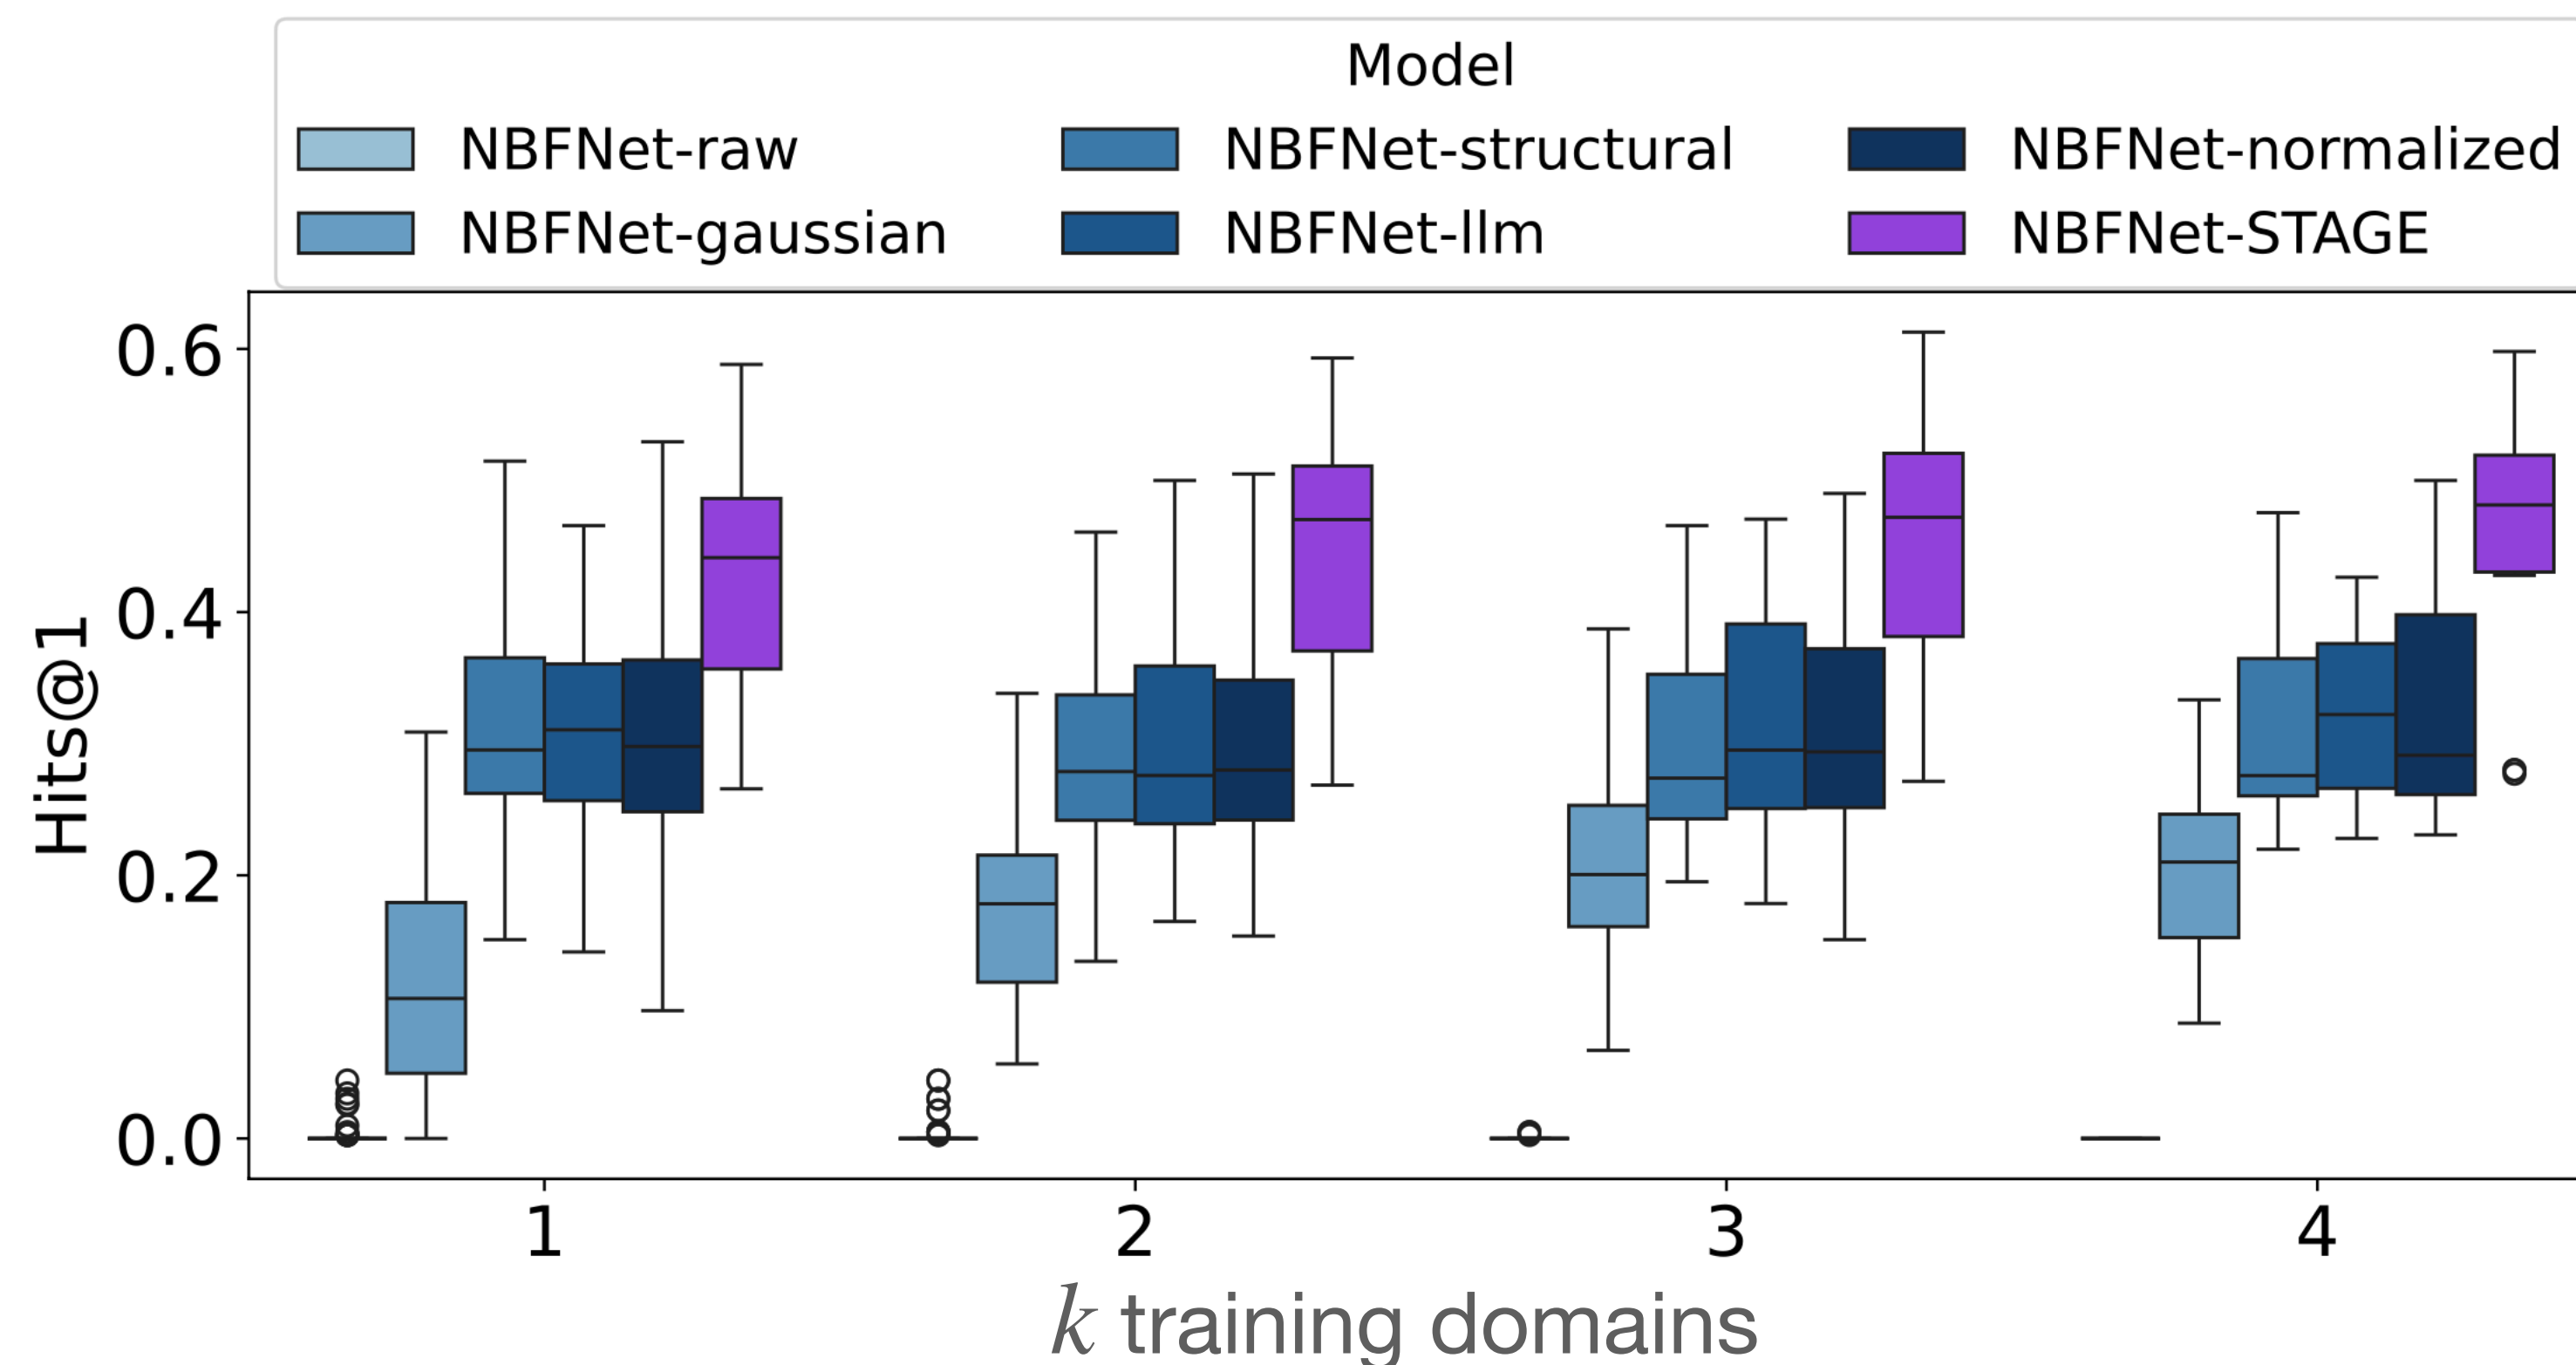 Model
NBFNet-raw NBFNet-structural NBFNet-normalized
NBFNet-gaussian NBFNet-llm NBFNet-STAGE
0.6
0.4
0.2
0.0
Hits@1
1 2 3 4
k training domains